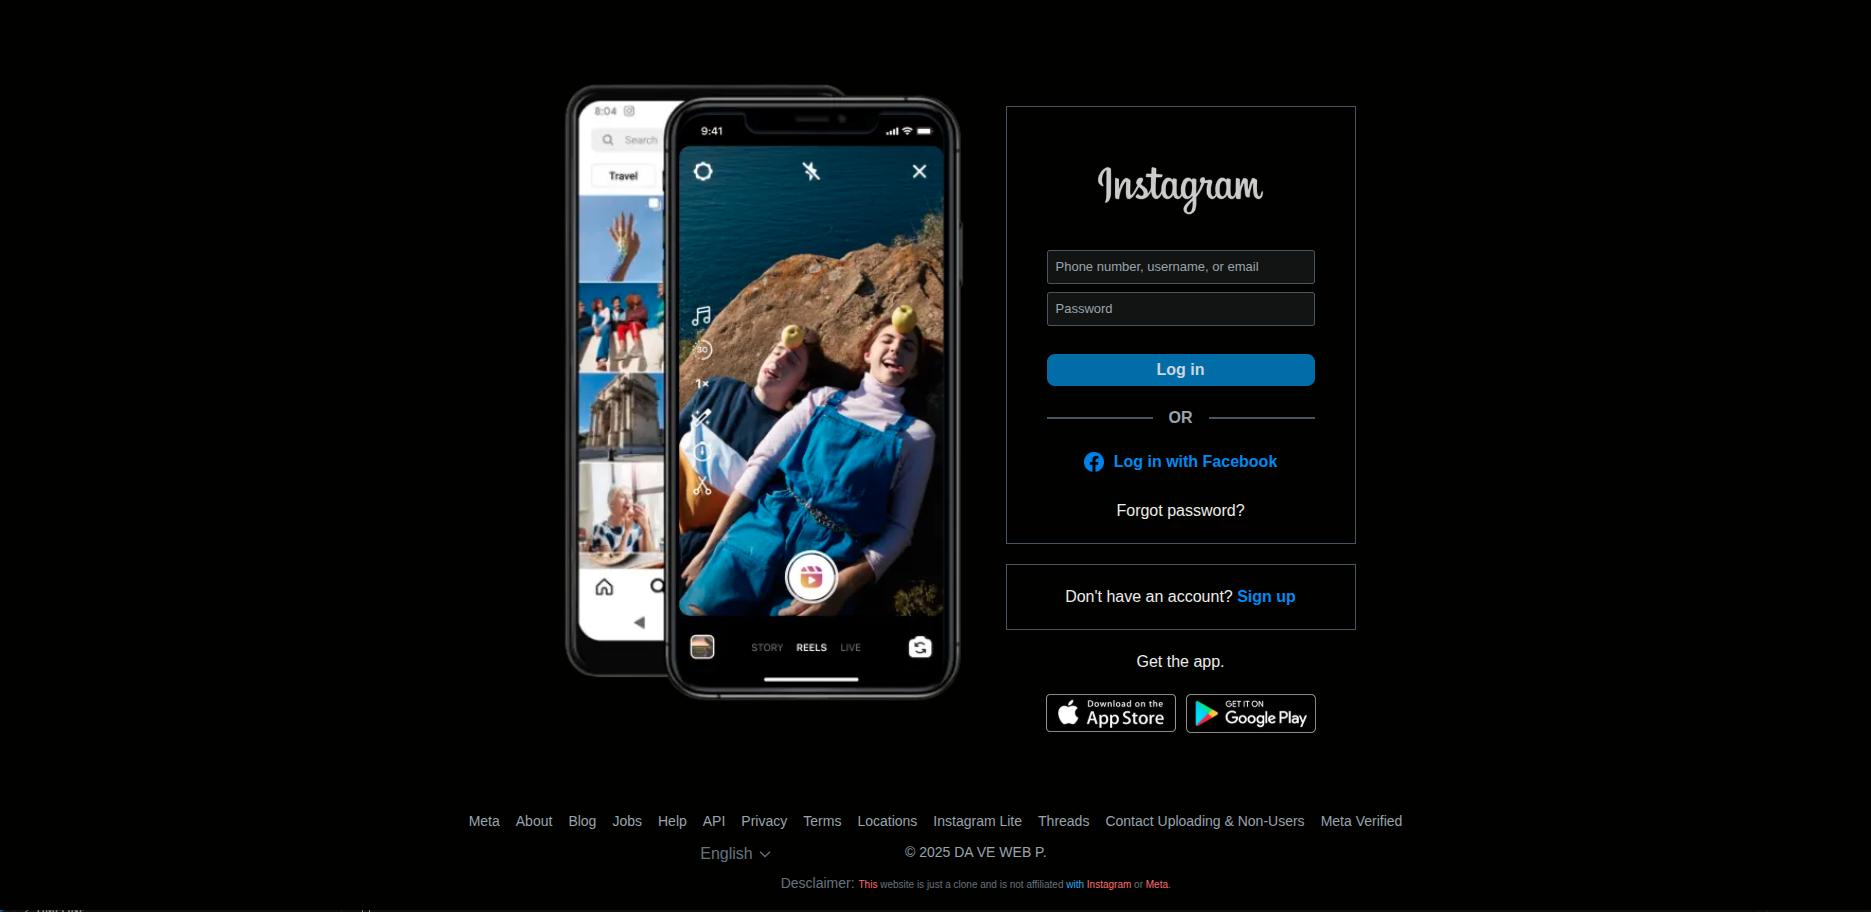 8:04
Search
Travel
9:41
30
1×
STORY REELS LIVE
Instagram
Phone number, username, or email
Password
Log in
OR
Log in with Facebook
Forgot password?
Don't have an account? Sign up
Get the app.
Download on the
App Store
GET IT ON
Google Play
Meta About Blog Jobs Help API Privacy Terms Locations Instagram Lite Threads Contact Uploading & Non-Users Meta Verified
English © 2025 DA VE WEB P.
Desclaimer: This website is just a clone and is not affiliated with Instagram or Meta.